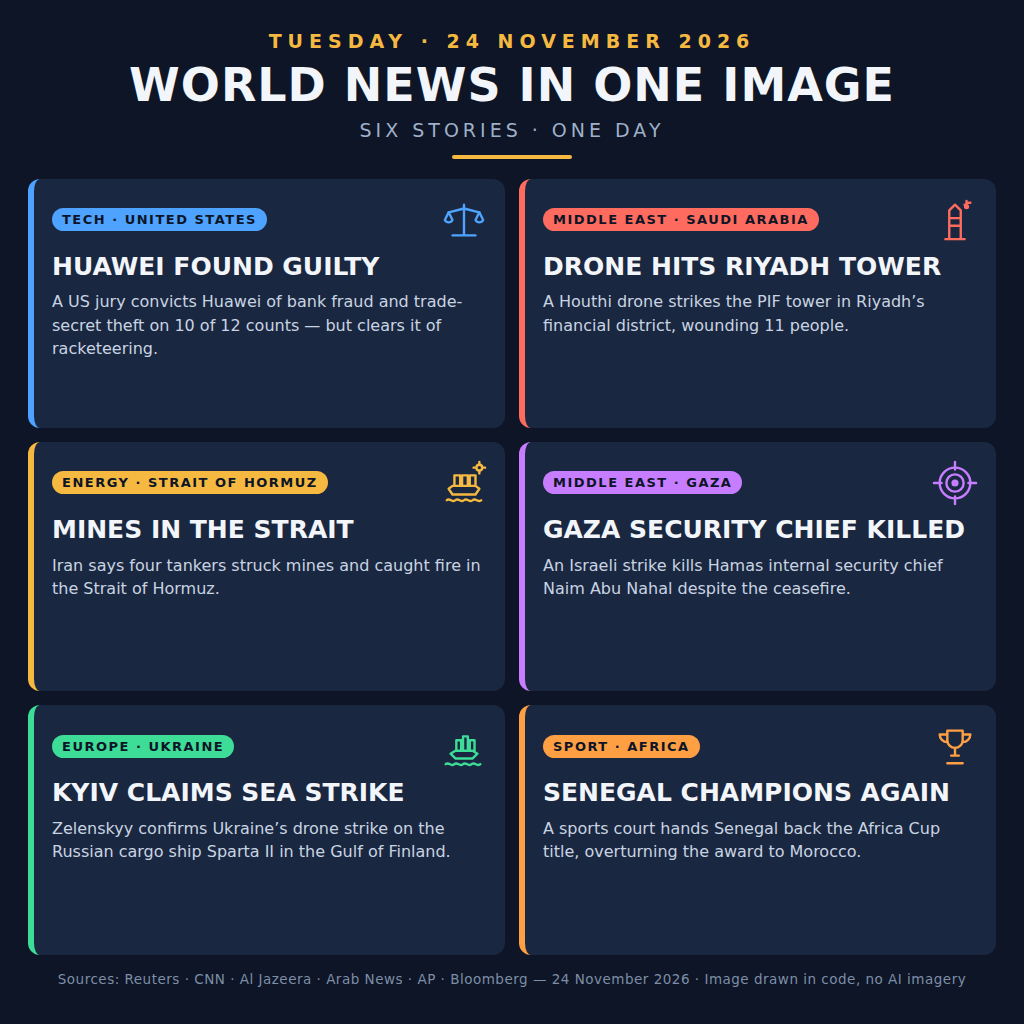 TUESDAY · 24 NOVEMBER 2026
WORLD NEWS IN ONE IMAGE
SIX STORIES · ONE DAY
TECH · UNITED STATES
HUAWEI FOUND GUILTY
A US jury convicts Huawei of bank fraud and trade-
secret theft on 10 of 12 counts — but clears it of
racketeering.
MIDDLE EAST · SAUDI ARABIA
DRONE HITS RIYADH TOWER
A Houthi drone strikes the PIF tower in Riyadh’s
financial district, wounding 11 people.
ENERGY · STRAIT OF HORMUZ
MINES IN THE STRAIT
Iran says four tankers struck mines and caught fire in
the Strait of Hormuz.
MIDDLE EAST · GAZA
GAZA SECURITY CHIEF KILLED
An Israeli strike kills Hamas internal security chief
Naim Abu Nahal despite the ceasefire.
EUROPE · UKRAINE
KYIV CLAIMS SEA STRIKE
Zelenskyy confirms Ukraine’s drone strike on the
Russian cargo ship Sparta II in the Gulf of Finland.
SPORT · AFRICA
SENEGAL CHAMPIONS AGAIN
A sports court hands Senegal back the Africa Cup
title, overturning the award to Morocco.
Sources: Reuters · CNN · Al Jazeera · Arab News · AP · Bloomberg — 24 November 2026 · Image drawn in code, no AI imagery